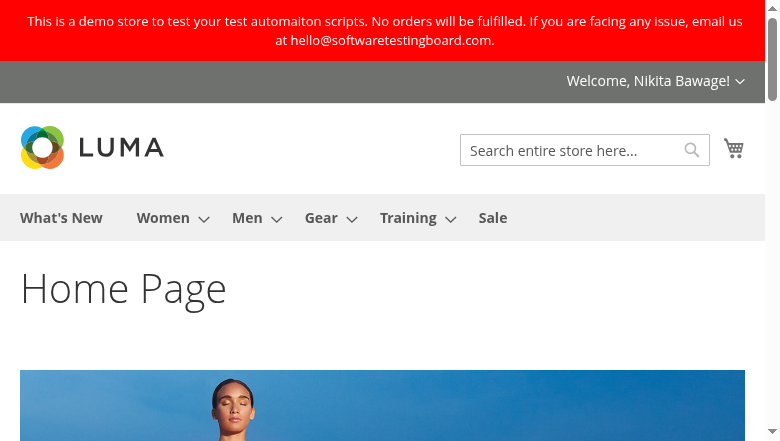 This is a demo store to test your test automaiton scripts. No orders will be fulfilled. If you are facing any issue, email us
at hello@softwaretestingboard.com.
Welcome, Nikita Bawage!
LUMA
Search entire store here...
What's New Women Men Gear Training Sale
Home Page